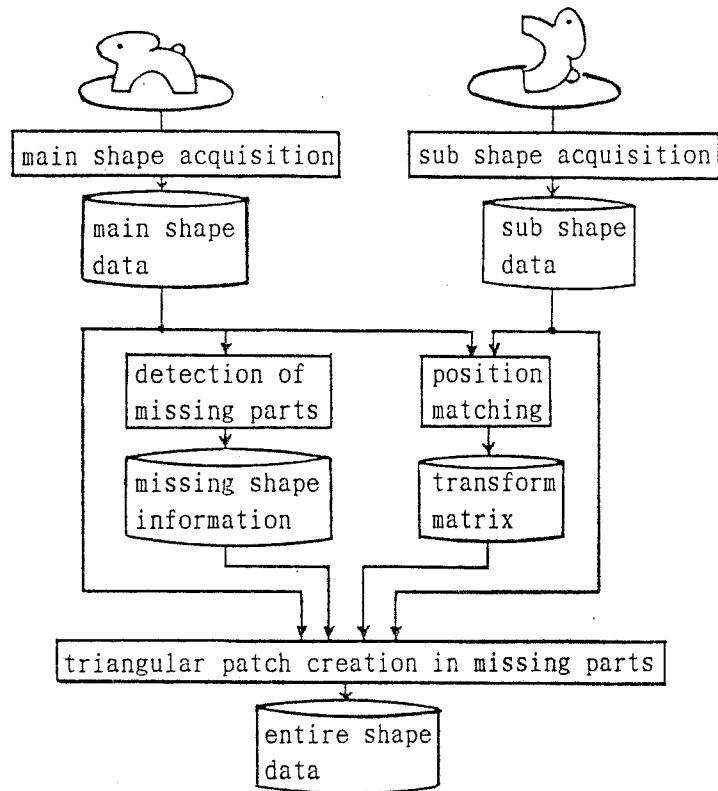 main shape acquisition
sub shape acquisition
main shape
data
sub shape
data
detection of
missing parts
position
matching
missing shape
information
transform
matrix
triangular patch creation in missing parts
entire shape
data